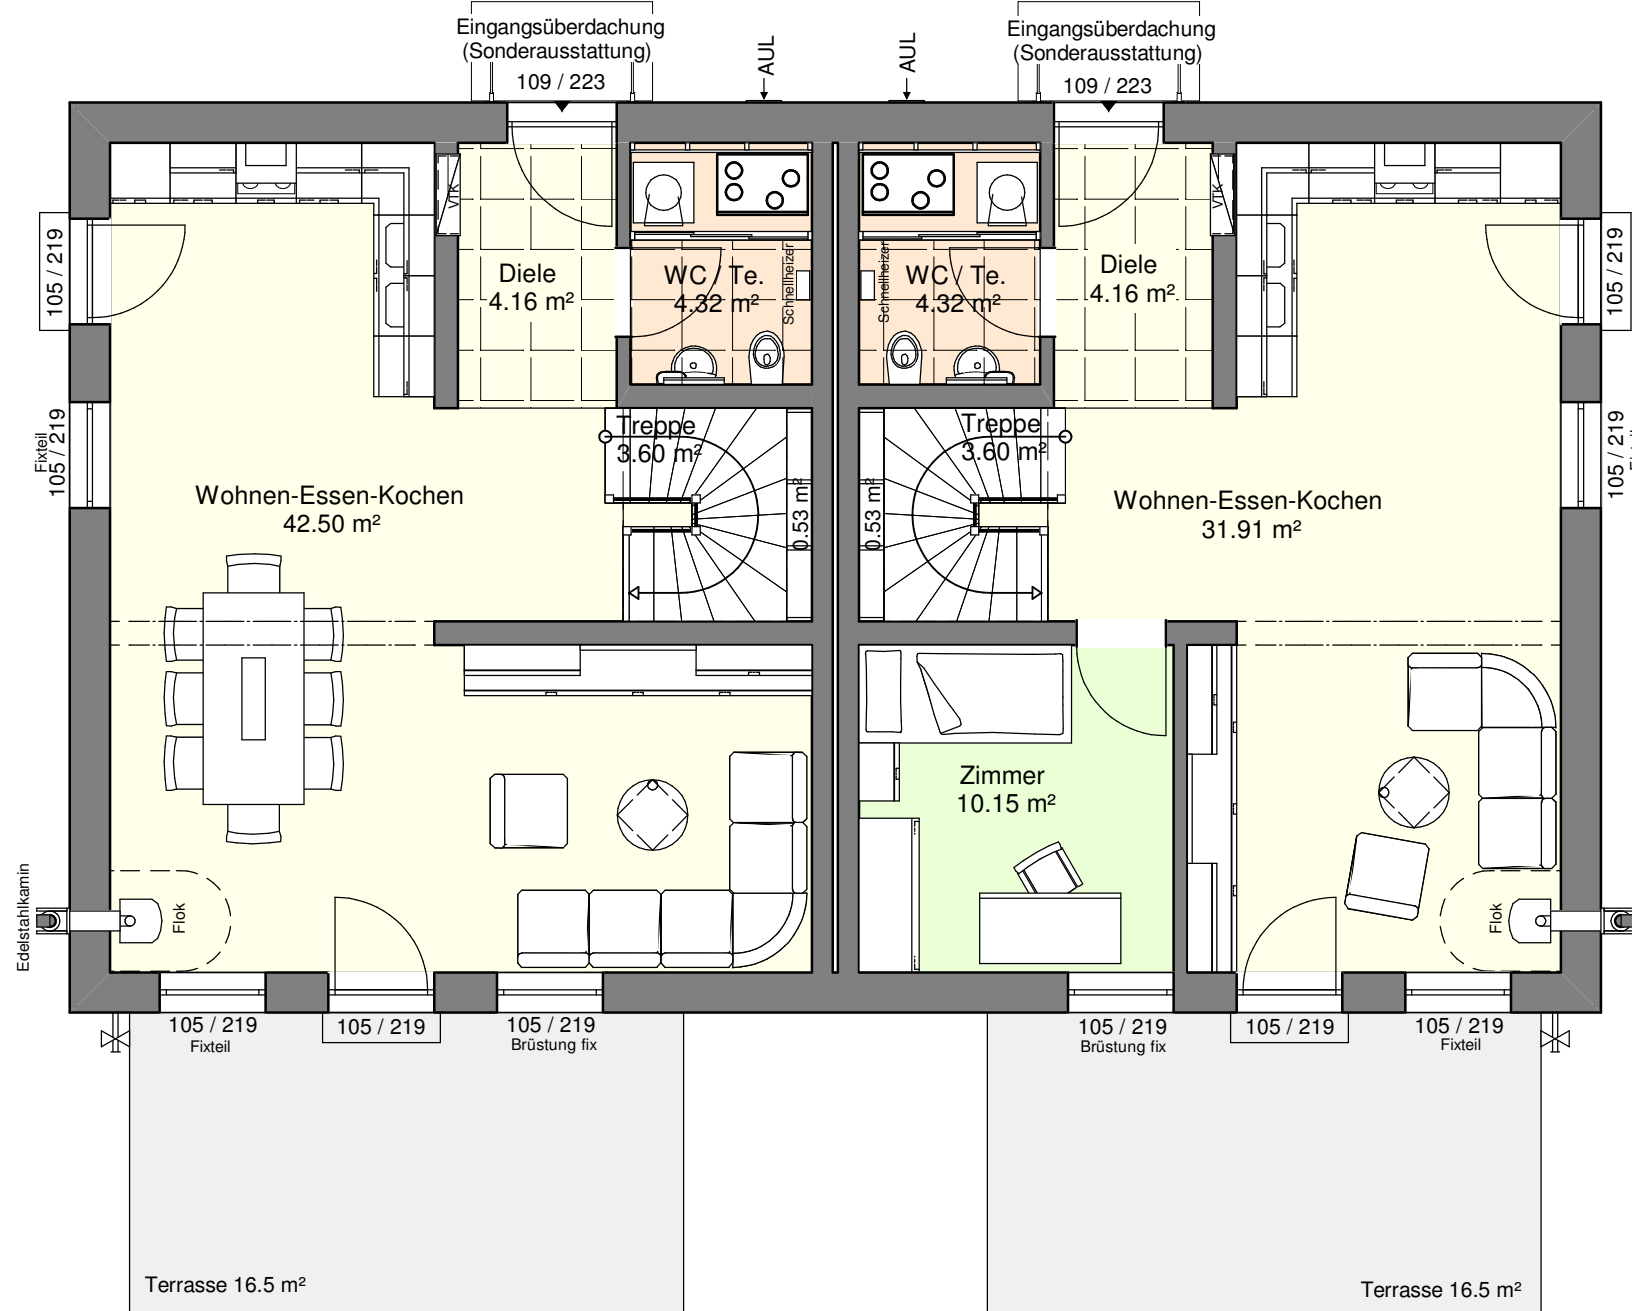 Eingangsüberdachung
(Sonderausstattung)
109 / 223
AUL
AUL
Eingangsüberdachung
(Sonderausstattung)
109 / 223
105 / 219
VTK
Diele
4.16 m²
WC / Te.
4.32 m²
Schnellheizer
Schnellheizer
WC / Te.
4.32 m²
Diele
4.16 m²
VTK
105 / 219
Fixteil
105 / 219
Treppe
3.60 m²
Treppe
3.60 m²
105 / 219
Wohnen-Essen-Kochen
42.50 m²
0.53 m²
0.53 m²
Wohnen-Essen-Kochen
31.91 m²
Zimmer
10.15 m²
Edelstahlkamin
Flok
Flok
105 / 219
Fixteil
105 / 219
105 / 219
Brüstung fix
105 / 219
Brüstung fix
105 / 219
105 / 219
Fixteil
Terrasse 16.5 m²
Terrasse 16.5 m²